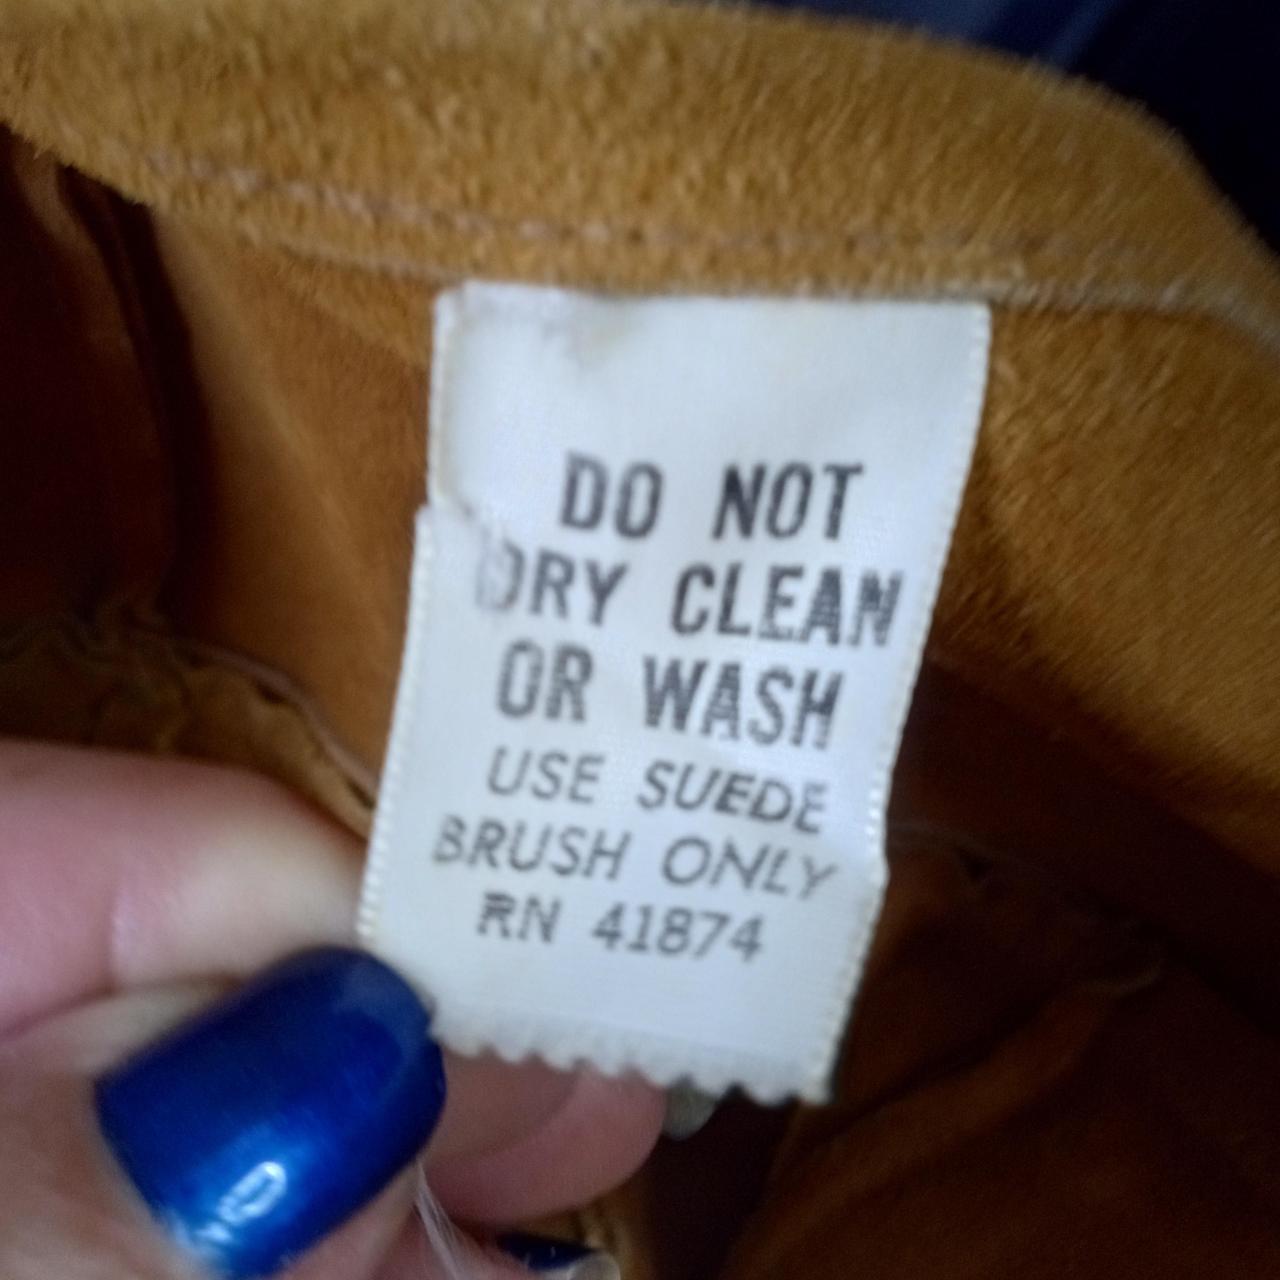 DO NOT
DRY CLEAN
OR WASH
USE SUEDE
BRUSH ONLY
RN 41874